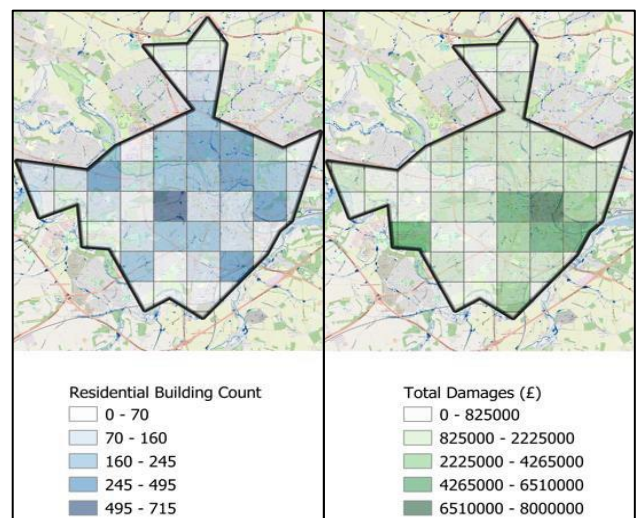 Residential Building Count
0 - 70
70 - 160
160 - 245
245 - 495
495 - 715
Total Damages (£)
0 - 825000
825000 - 2225000
2225000 - 4265000
4265000 - 6510000
6510000 - 8000000